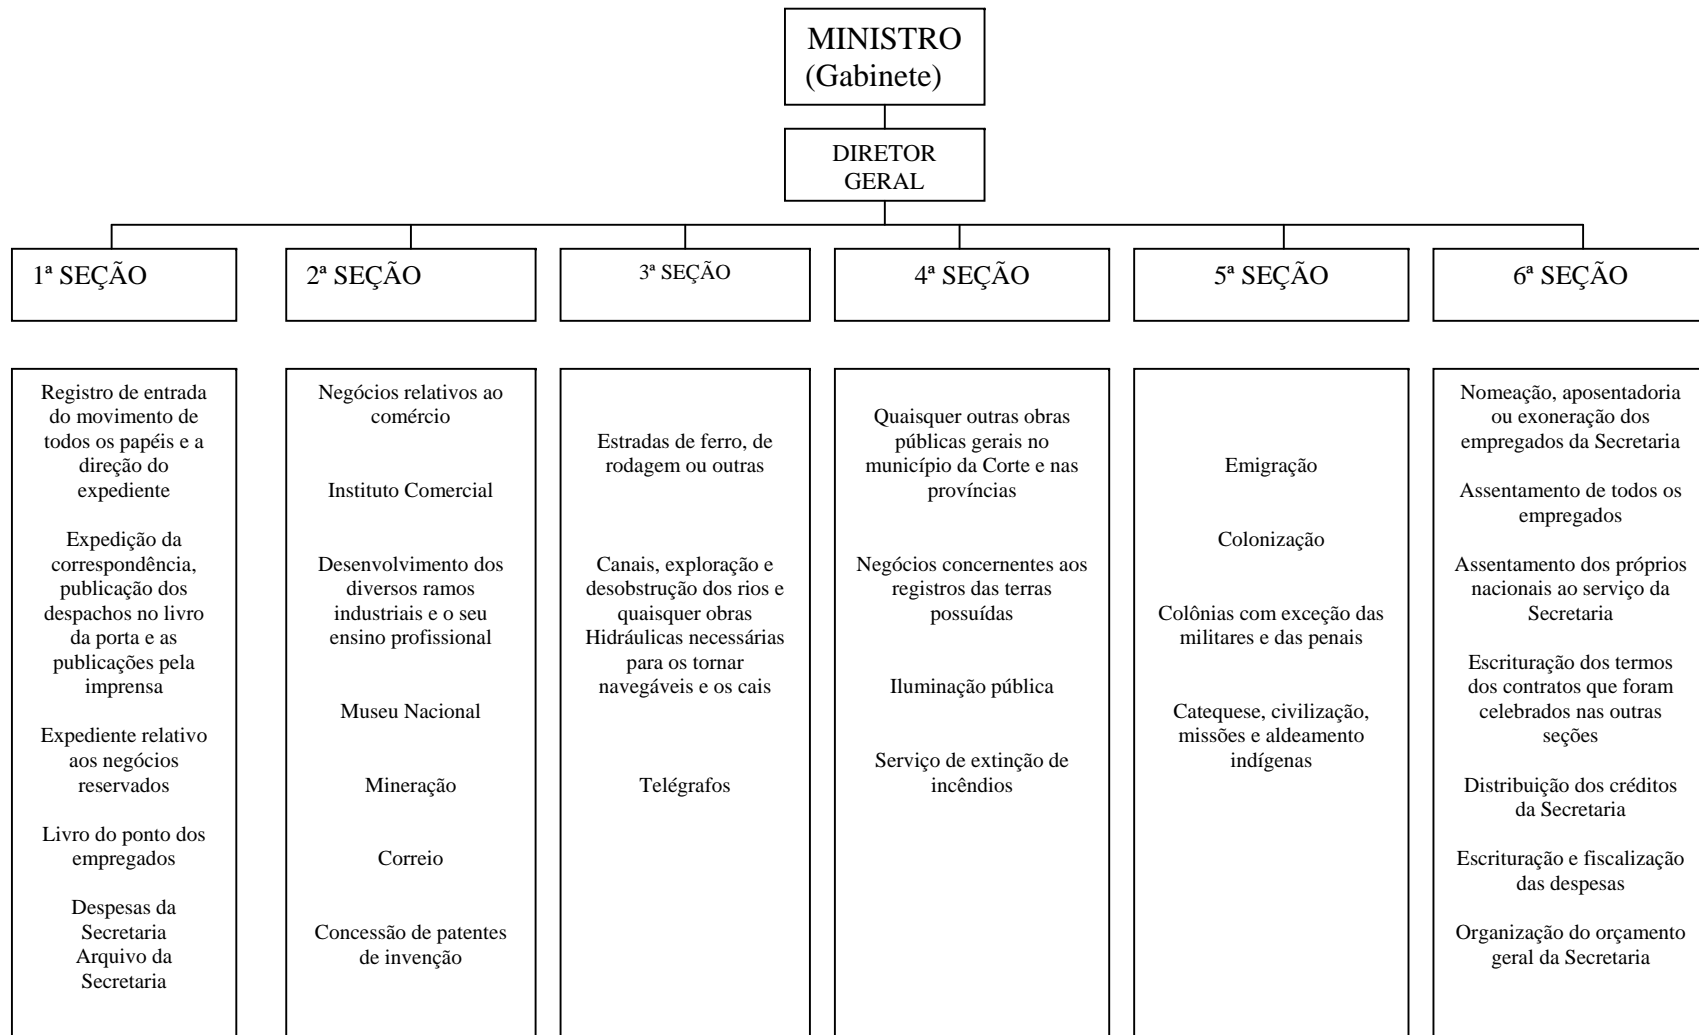 MINISTRO
(Gabinete)
DIRETOR
GERAL
1ª SEÇÃO
2ª SEÇÃO
3ª SEÇÃO
4ª SEÇÃO
5ª SEÇÃO
6ª SEÇÃO
Registro de entrada
do movimento de
todos os papéis e a
direção do
expediente
Expedição da
correspondência,
publicação dos
despachos no livro
da porta e as
publicações pela
imprensa
Expediente relativo
aos negócios
reservados
Livro do ponto dos
empregados
Despesas da
Secretaria
Arquivo da
Secretaria
Negócios relativos ao
comércio
Instituto Comercial
Desenvolvimento dos
diversos ramos
industriais e o seu
ensino profissional
Museu Nacional
Mineração
Correio
Concessão de patentes
de invenção
Estradas de ferro, de
rodagem ou outras
Canais, exploração e
desobstrução dos rios e
quaisquer obras
Hidráulicas necessárias
para os tornar
navegáveis e os cais
Telégrafos
Quaisquer outras obras
públicas gerais no
município da Corte e nas
províncias
Negócios concernentes aos
registros das terras
possuídas
Iluminação pública
Serviço de extinção de
incêndios
Emigração
Colonização
Colônias com exceção das
militares e das penais
Catequese, civilização,
missões e aldeamento
indígenas
Nomeação, aposentadoria
ou exoneração dos
empregados da Secretaria
Assentamento de todos os
empregados
Assentamento dos próprios
nacionais ao serviço da
Secretaria
Escrituração dos termos
dos contratos que foram
celebrados nas outras
seções
Distribuição dos créditos
da Secretaria
Escrituração e fiscalização
das despesas
Organização do orçamento
geral da Secretaria